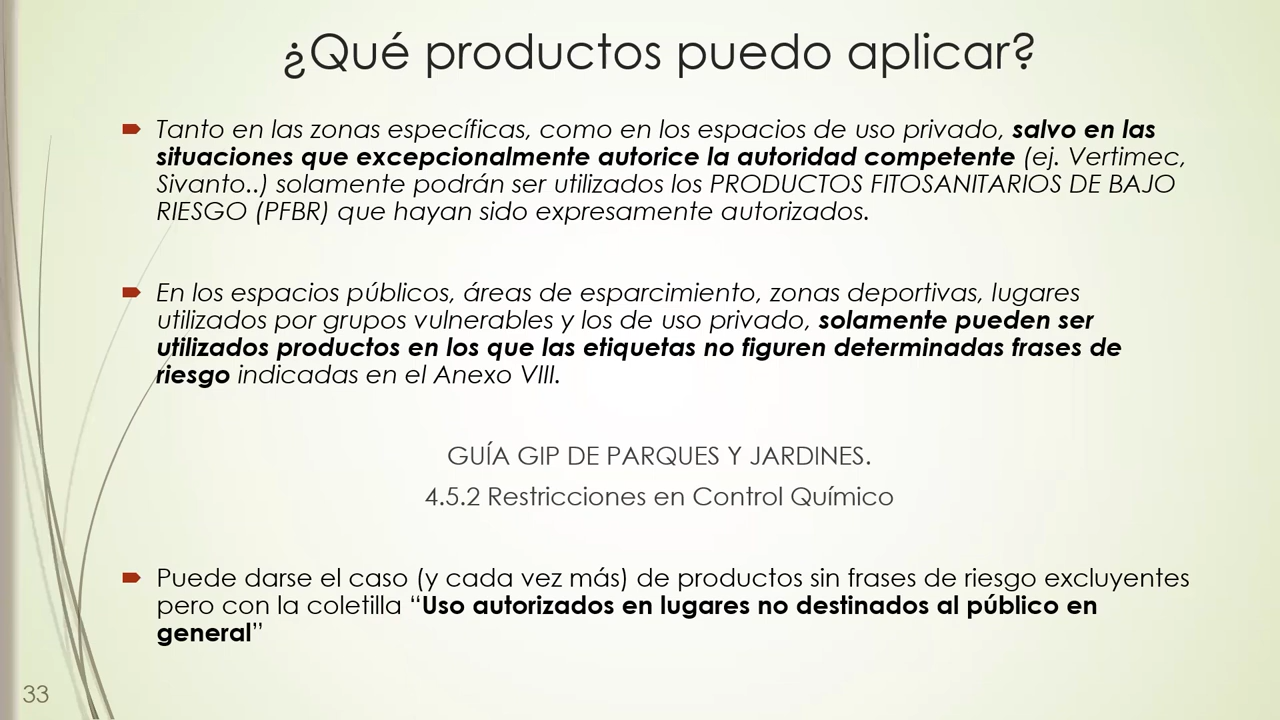 ¿Qué productos puedo aplicar?
Tanto en las zonas específicas, como en los espacios de uso privado, salvo en las
situaciones que excepcionalmente autorice la autoridad competente (ej. Vertimec,
Sivanto..) solamente podrán ser utilizados los PRODUCTOS FITOSANITARIOS DE BAJO
RIESGO (PFBR) que hayan sido expresamente autorizados.
En los espacios públicos, áreas de esparcimiento, zonas deportivas, lugares
utilizados por grupos vulnerables y los de uso privado, solamente pueden ser
utilizados productos en los que las etiquetas no figuren determinadas frases de
riesgo indicadas en el Anexo VIII.
GUÍA GIP DE PARQUES Y JARDINES.
4.5.2 Restricciones en Control Químico
Puede darse el caso (y cada vez más) de productos sin frases de riesgo excluyentes
pero con la coletilla “Uso autorizados en lugares no destinados al público en
general”
33